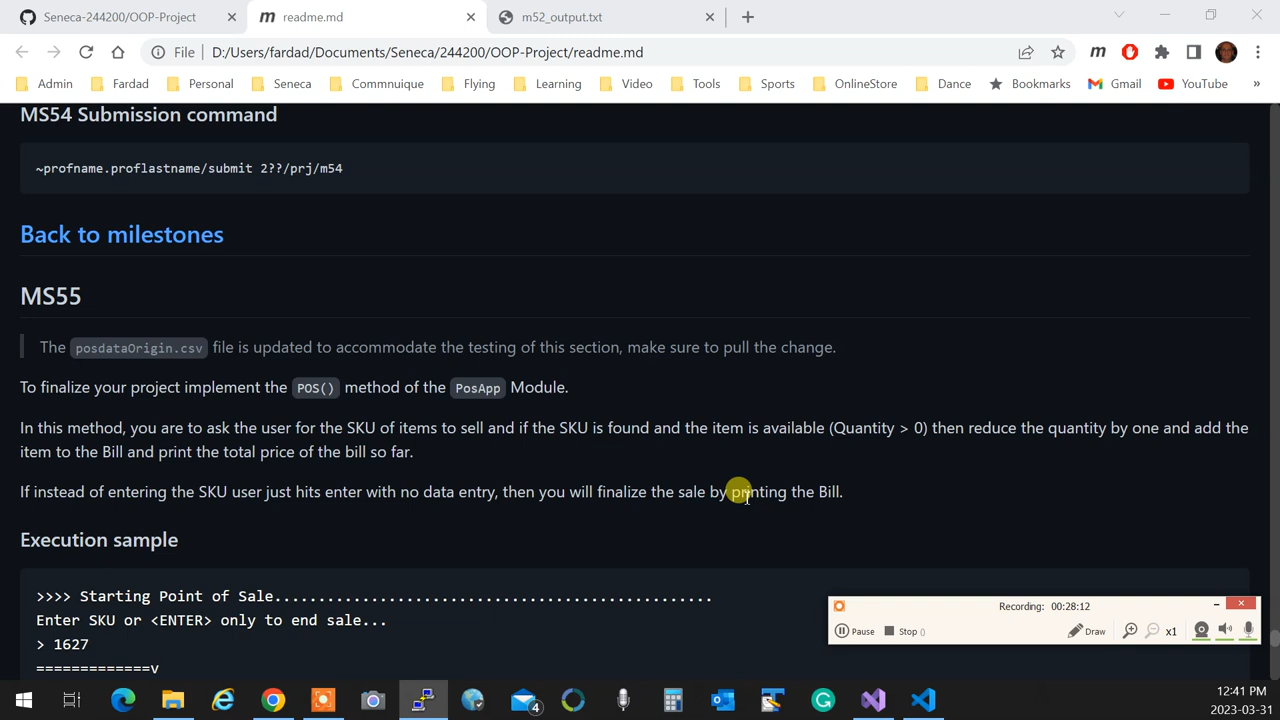 Seneca-244200/OOP-Project
readme.md
m52_output.txt
File D:/Users/fardad/Documents/Seneca/244200/OOP-Project/readme.md
Admin Fardad Personal Seneca Commnuique Flying Learning Video Tools Sports OnlineStore Dance Bookmarks Gmail YouTube »
MS54 Submission command
~profname.proflastname/submit 2??/prj/m54
Back to milestones
MS55
The posdataOrigin.csv file is updated to accommodate the testing of this section, make sure to pull the change.
To finalize your project implement the POS() method of the PosApp Module.
In this method, you are to ask the user for the SKU of items to sell and if the SKU is found and the item is available (Quantity > 0) then reduce the quantity by one and add the
item to the Bill and print the total price of the bill so far.
If instead of entering the SKU user just hits enter with no data entry, then you will finalize the sale by printing the Bill.
Execution sample
>>>> Starting Point of Sale..................................................
Enter SKU or <ENTER> only to end sale...
> 1627
=============v
Recording: 00:28:12
Pause Stop () Draw x1
4
12:41 PM
2023-03-31